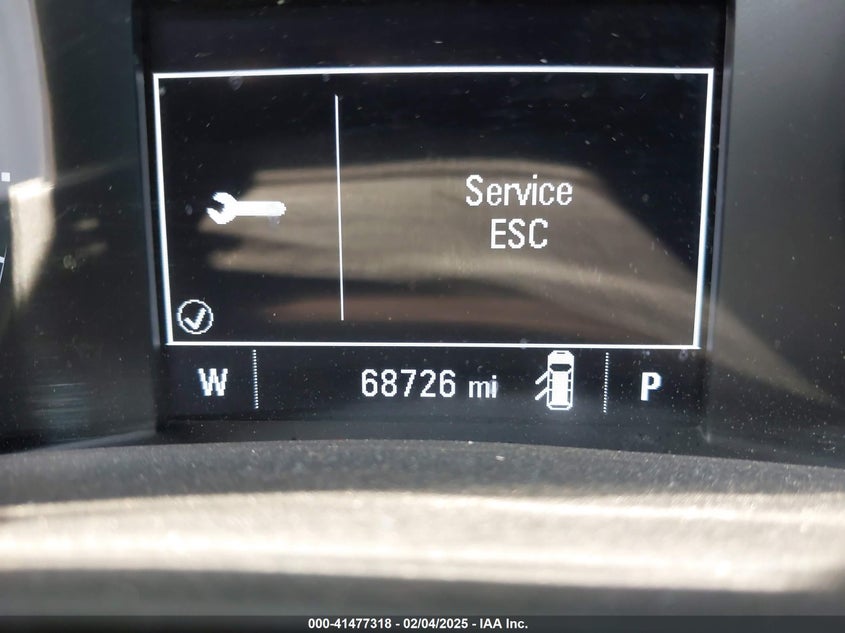 Service
ESC
W 68726 mi P
000-41477318 - 02/04/2025 - IAA Inc.